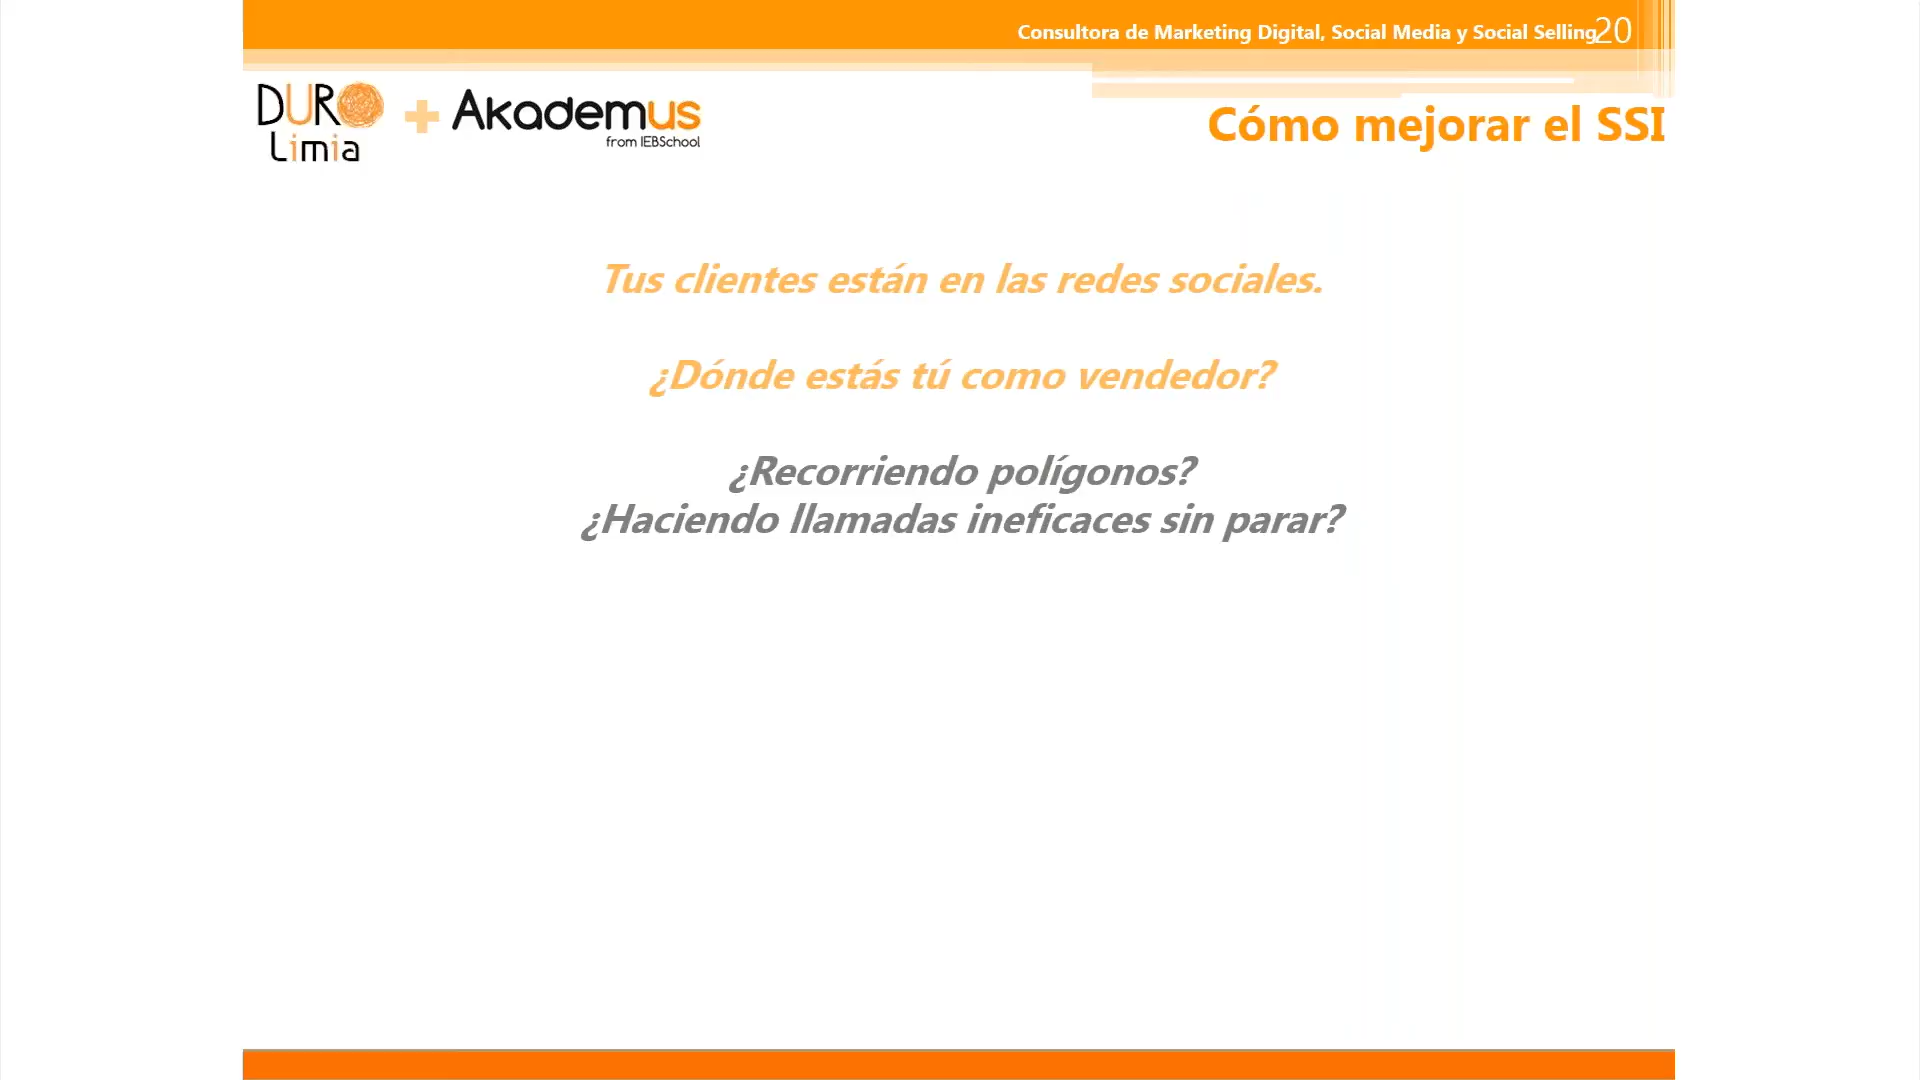 Consultora de Marketing Digital, Social Media y Social Selling 20
DURO
Limia
Akademus
from IEBSchool
Cómo mejorar el SSI
Tus clientes están en las redes sociales.
¿Dónde estás tú como vendedor?
¿Recorriendo polígonos?
¿Haciendo llamadas ineficaces sin parar?